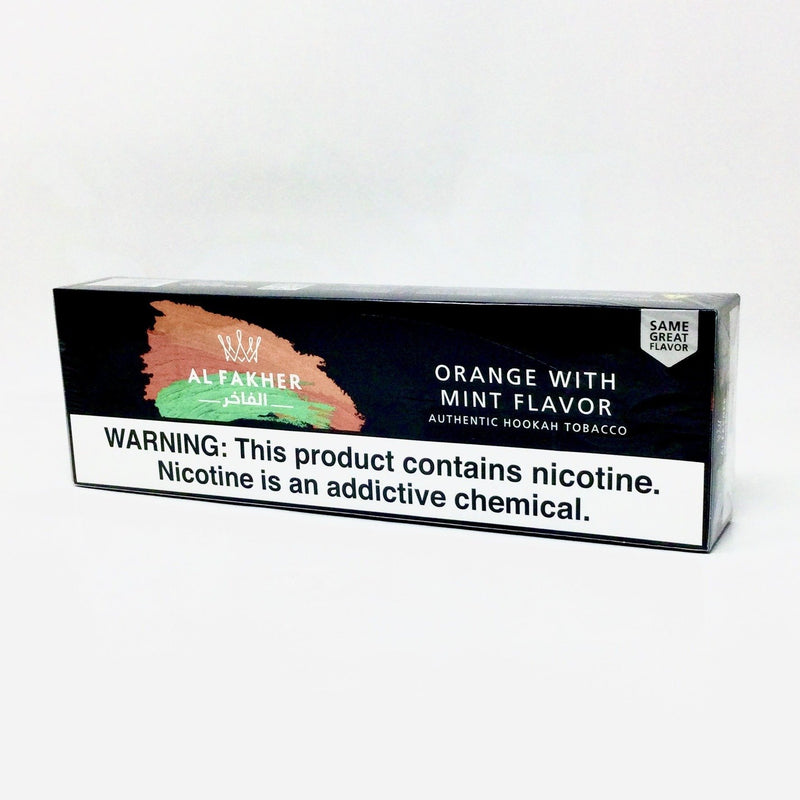 AL FAKHER
الفاخر
ORANGE WITH
MINT FLAVOR
AUTHENTIC HOOKAH TOBACCO
SAME
GREAT
FLAVOR
WARNING: This product contains nicotine.
Nicotine is an addictive chemical.